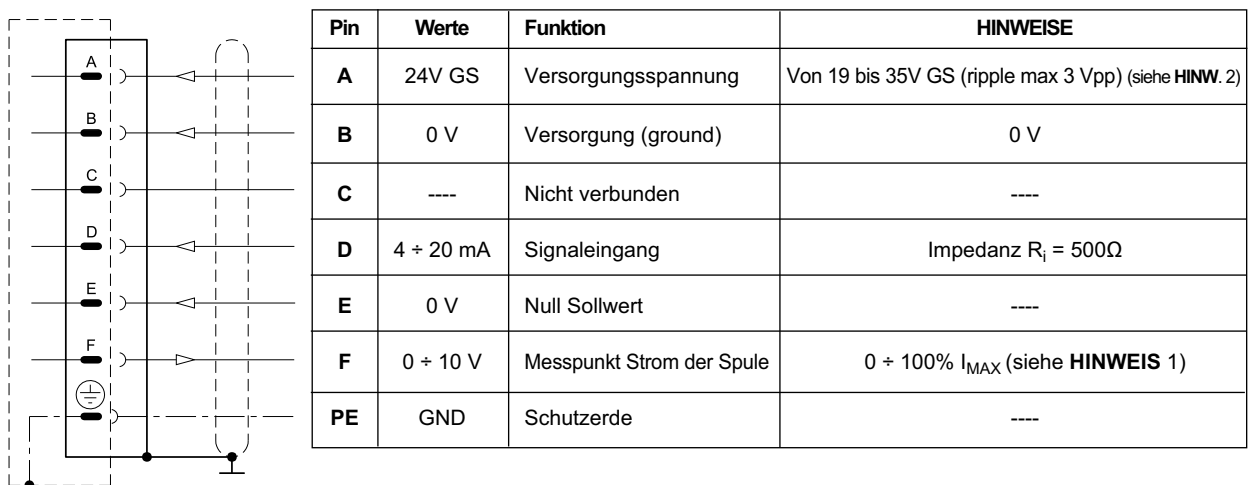 A
B
C
D
E
F
Pin Werte Funktion HINWEISE
A 24V GS Versorgungsspannung Von 19 bis 35V GS (ripple max 3 Vpp) (siehe HINW. 2)
B 0 V Versorgung (ground) 0 V
C ---- Nicht verbunden ----
D 4 ÷ 20 mA Signaleingang Impedanz Ri = 500Ω
E 0 V Null Sollwert ----
F 0 ÷ 10 V Messpunkt Strom der Spule 0 ÷ 100% IMAX (siehe HINWEIS 1)
PE GND Schutzerde ----